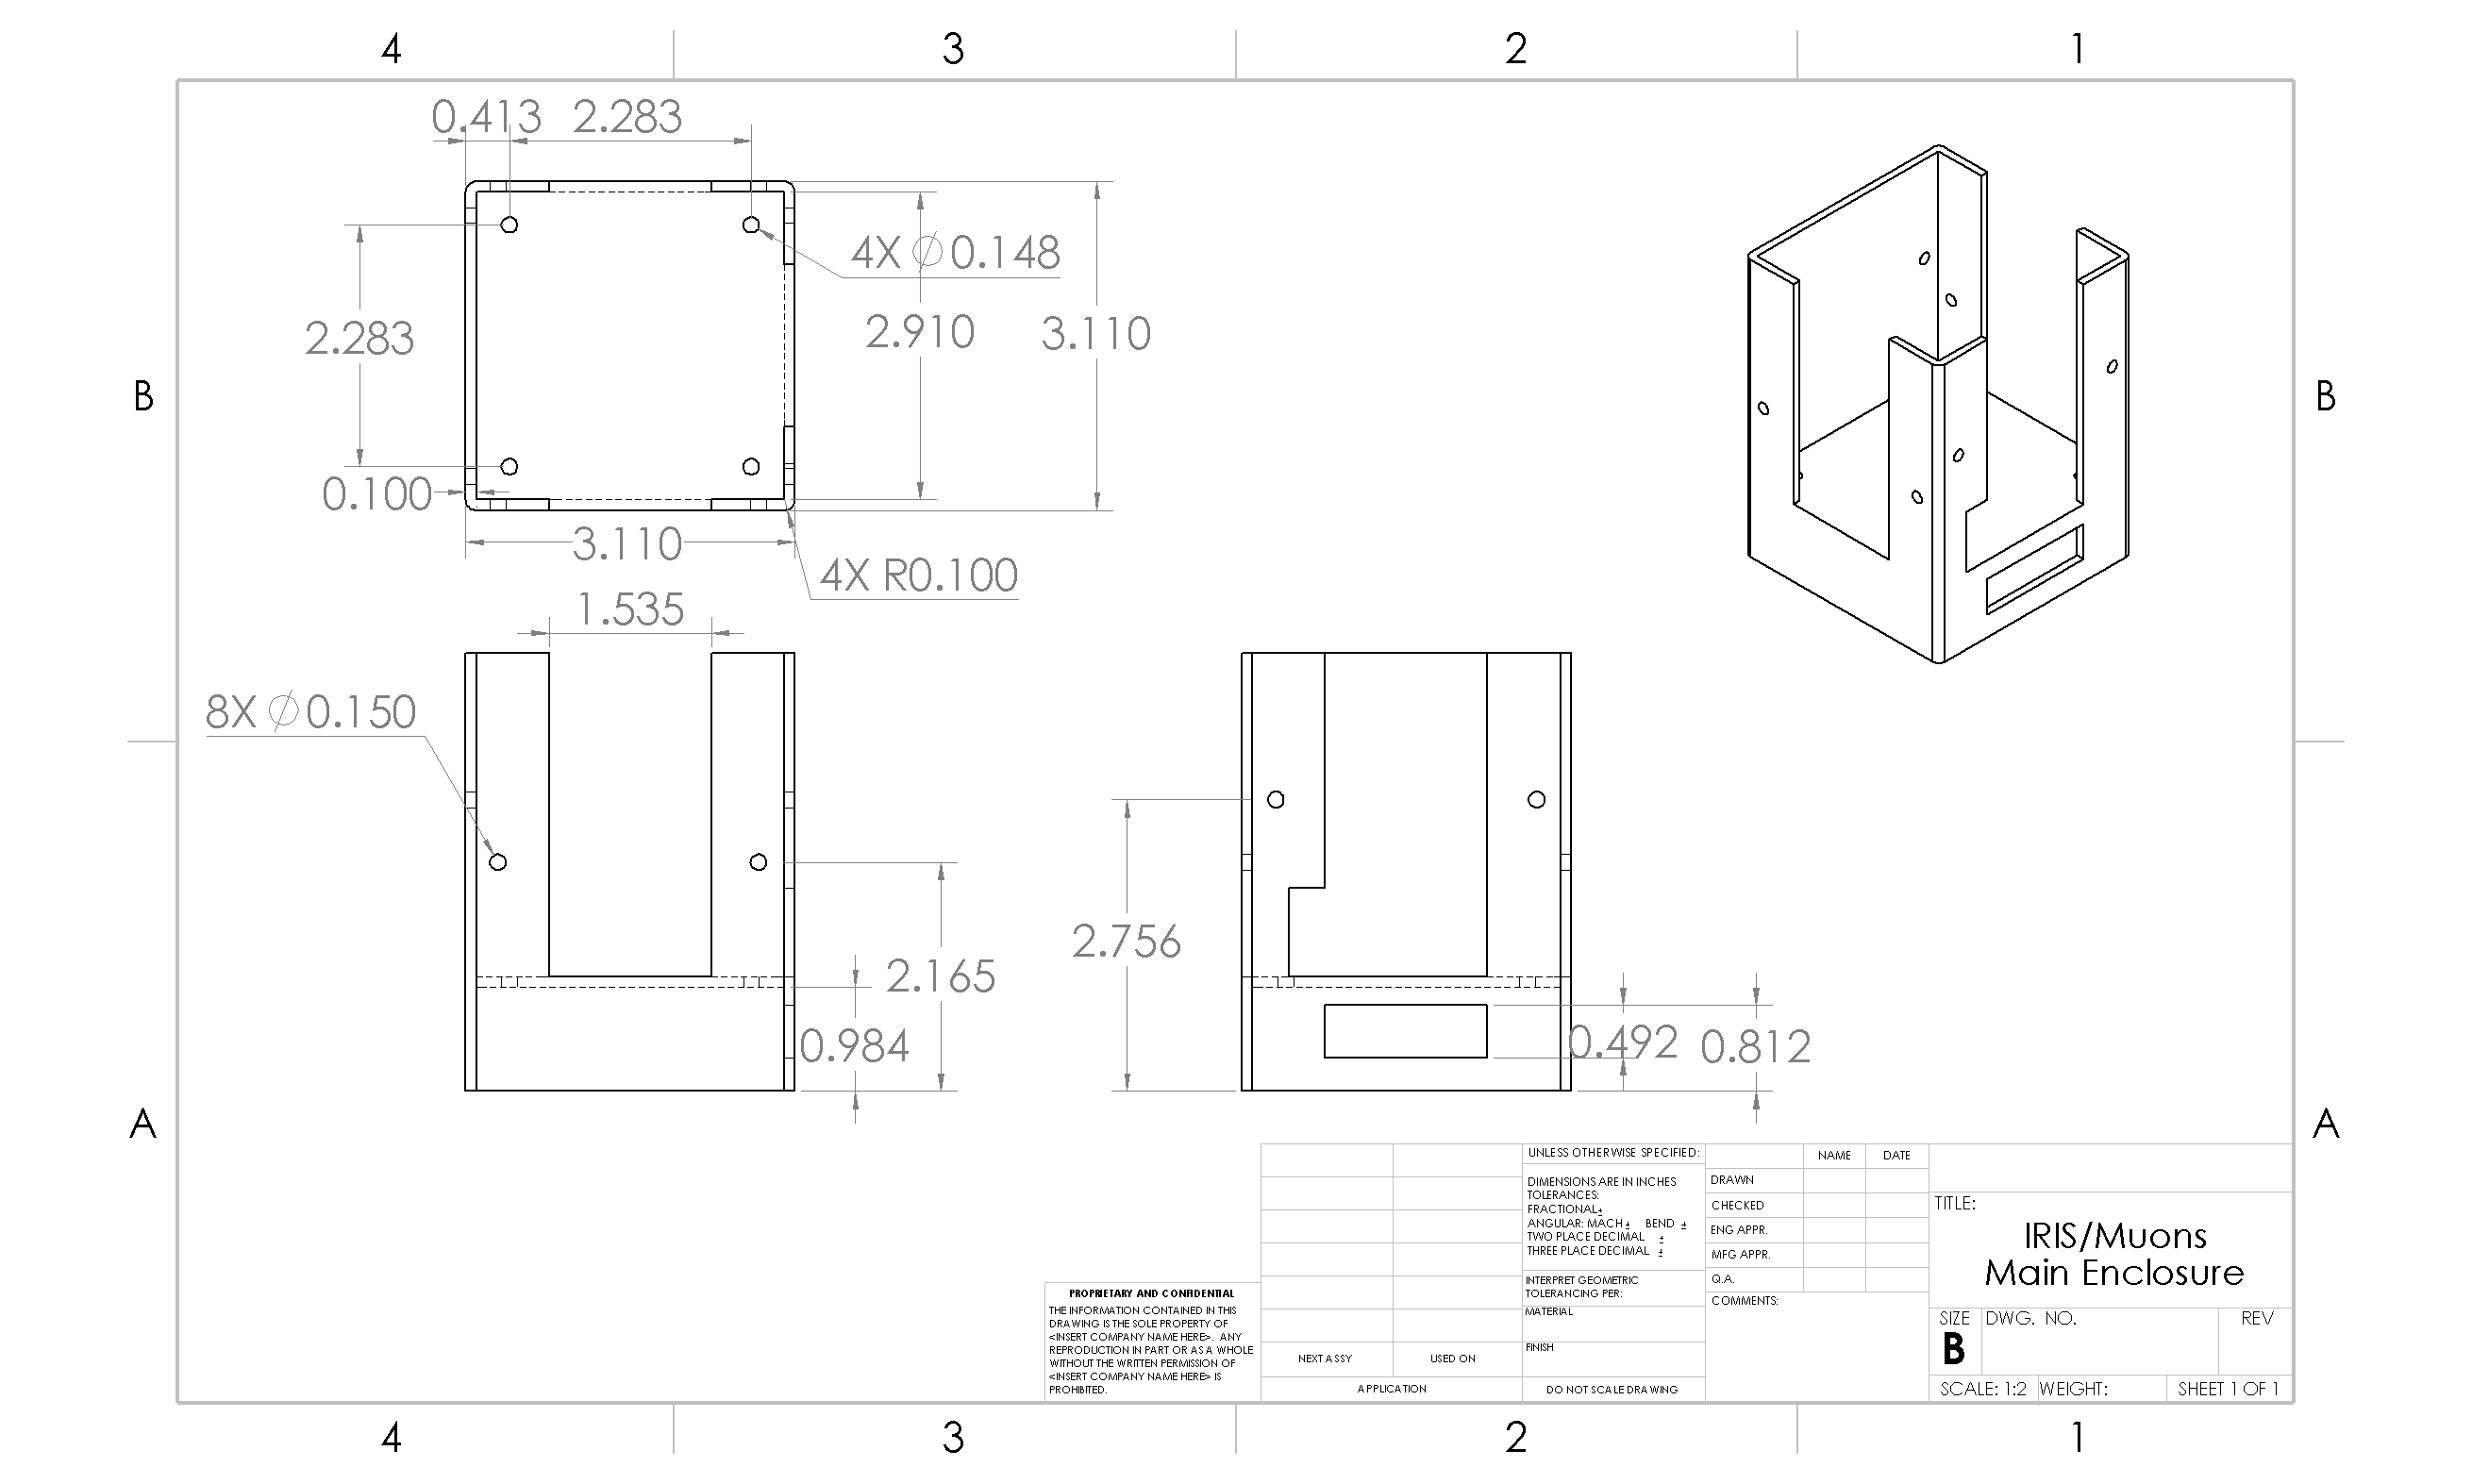 4 3 2 1
0.413 2.283
4X ∅0.148
2.283
2.910
3.110
B B
0.100
3.110
4X R0.100
1.535
8X ∅0.150
2.756
2.165
0.984
0.492
0.812
A A
UNLESS OTHERWISE SPECIFIED:
DIMENSIONS ARE IN INCHES
TOLERANCES:
FRACTIONAL±
ANGULAR: MACH± BEND ±
TWO PLACE DECIMAL ±
THREE PLACE DECIMAL ±
INTERPRET GEOMETRIC
TOLERANCING PER:
MATERIAL
FINISH
DO NOT SCALE DRAWING
NAME DATE
DRAWN
CHECKED
ENG APPR.
MFG APPR.
Q.A.
COMMENTS:
TITLE:
IRIS/Muons
Main Enclosure
SIZE DWG. NO. REV
B
SCALE: 1:2 WEIGHT: SHEET 1 OF 1
PROPRIETARY AND CONFIDENTIAL
THE INFORMATION CONTAINED IN THIS
DRAWING IS THE SOLE PROPERTY OF
<INSERT COMPANY NAME HERE>. ANY
REPRODUCTION IN PART OR AS A WHOLE
WITHOUT THE WRITTEN PERMISSION OF
<INSERT COMPANY NAME HERE> IS
PROHIBITED.
NEXT ASSY USED ON
APPLICATION
4 3 2 1